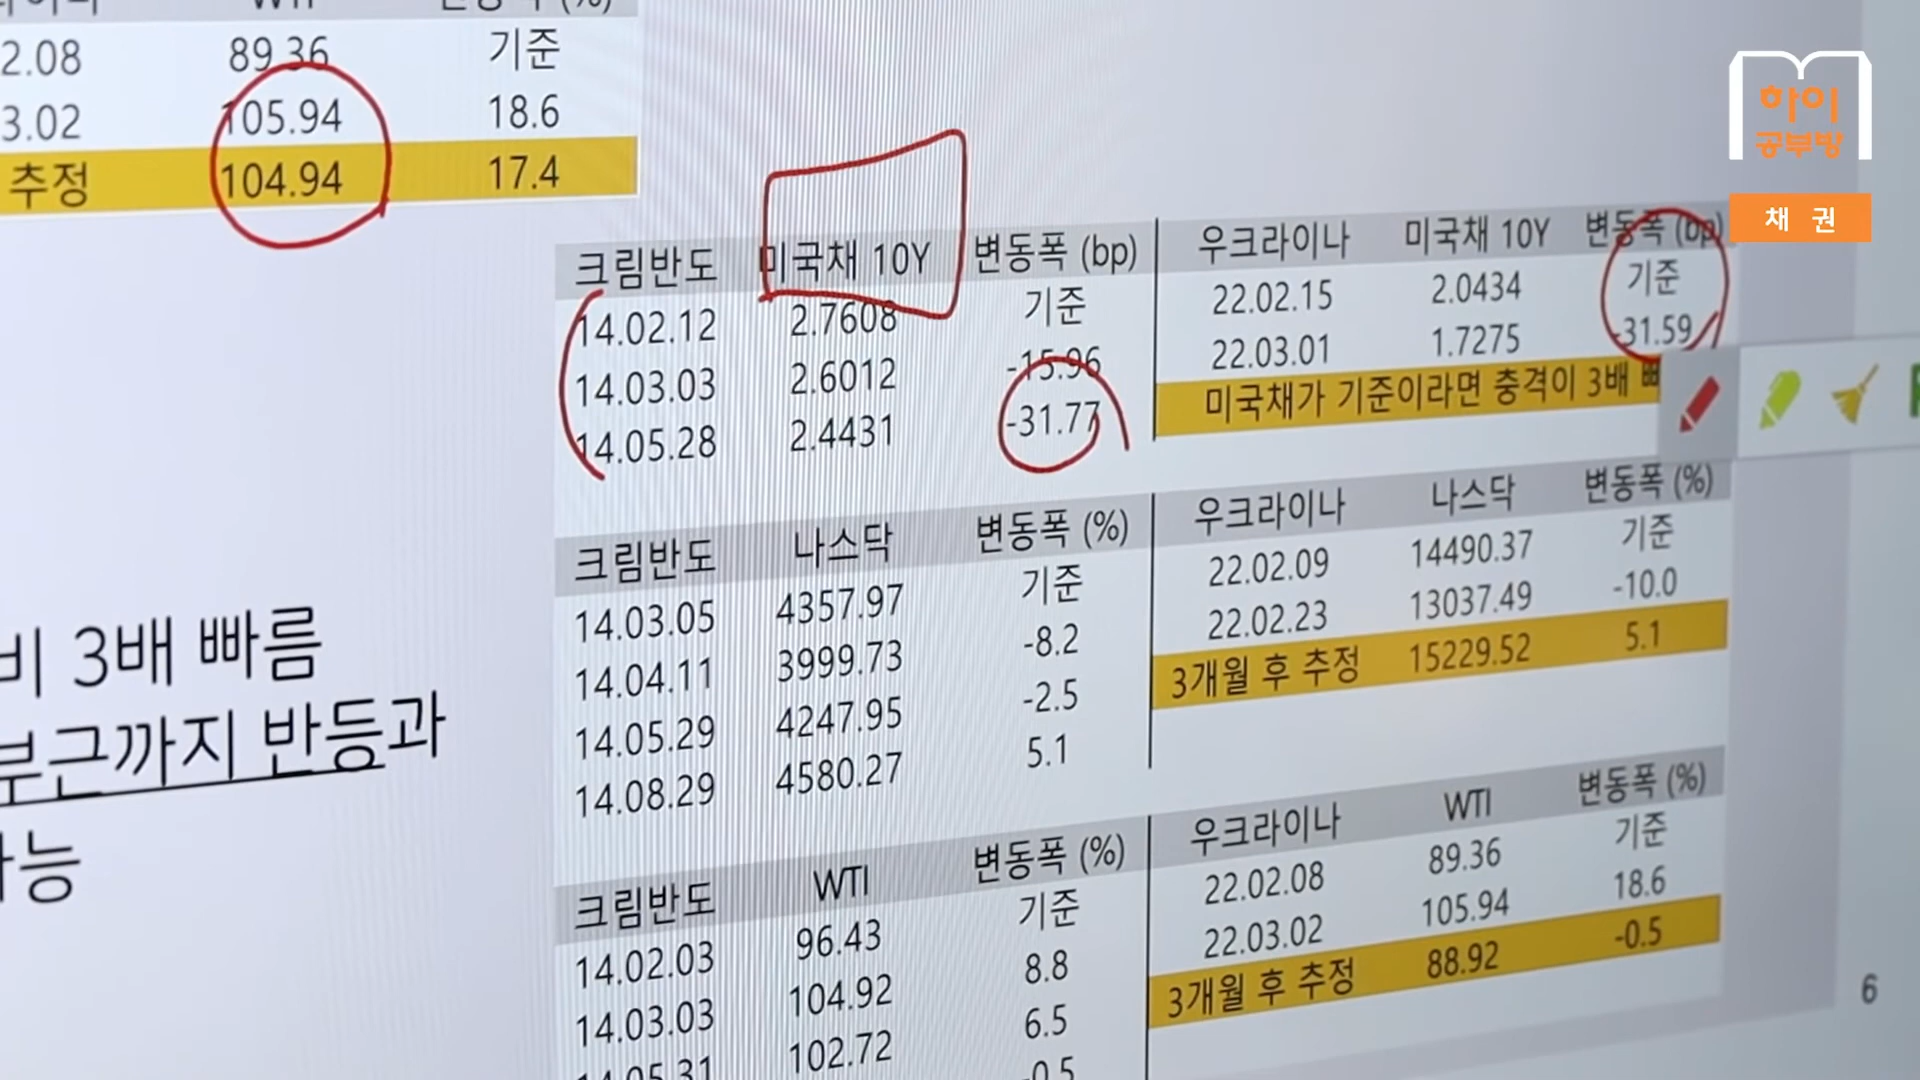 WTI
2.08 89.36 기준
3.02 105.94 18.6
추정 104.94 17.4
하이
공부방
채권
크림반도 미국채 10Y 변동폭 (bp)
14.02.12 2.7608 기준
14.03.03 2.6012 -15.96
14.05.28 2.4431 -31.77
우크라이나 미국채 10Y 변동폭 (bp)
22.02.15 2.0434 기준
22.03.01 1.7275 -31.59
미국채가 기준이라면 충격이 3배
크림반도 나스닥 변동폭 (%)
14.03.05 4357.97 기준
14.04.11 3999.73 -8.2
14.05.29 4247.95 -2.5
14.08.29 4580.27 5.1
우크라이나 나스닥 변동폭 (%)
22.02.09 14490.37 기준
22.02.23 13037.49 -10.0
3개월 후 추정 15229.52 5.1
비 3배 빠름
부근까지 반등과
가능
크림반도 WTI 변동폭 (%)
14.02.03 96.43 기준
14.03.03 104.92 8.8
14.05.31 102.72 6.5
-0.5
우크라이나 WTI 변동폭 (%)
22.02.08 89.36 기준
22.03.02 105.94 18.6
3개월 후 추정 88.92 -0.5
6